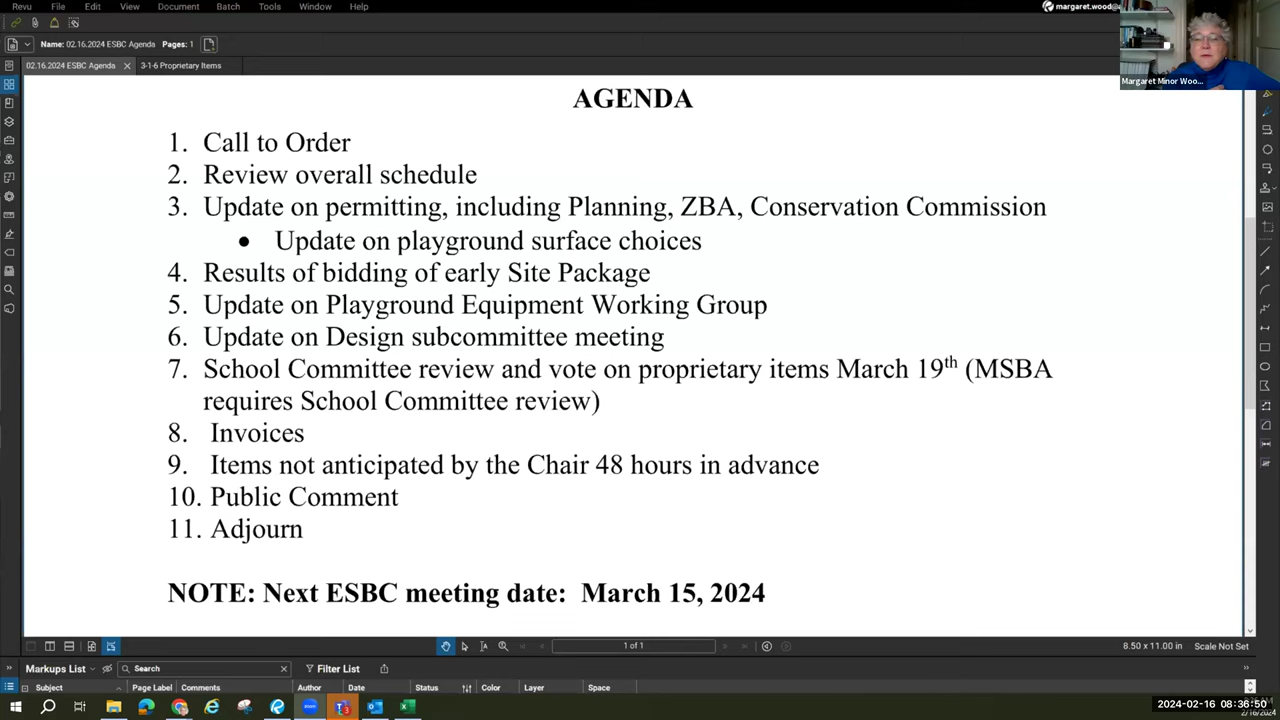 Revu File Edit View Document Batch Tools Window Help
margaret.wood@
Name: 02.16.2024 ESBC Agenda Pages: 1
02.16.2024 ESBC Agenda 3-1-6 Proprietary Items
Margaret Minor Woo...
AGENDA
1. Call to Order
2. Review overall schedule
3. Update on permitting, including Planning, ZBA, Conservation Commission
• Update on playground surface choices
4. Results of bidding of early Site Package
5. Update on Playground Equipment Working Group
6. Update on Design subcommittee meeting
7. School Committee review and vote on proprietary items March 19th (MSBA
requires School Committee review)
8. Invoices
9. Items not anticipated by the Chair 48 hours in advance
10. Public Comment
11. Adjourn
NOTE: Next ESBC meeting date: March 15, 2024
1 of 1
8.50 x 11.00 in Scale Not Set
Markups List Search Filter List
Subject Page Label Comments Author Date Status Color Layer Space
2024-02-16 08:36:50
2/16/2024